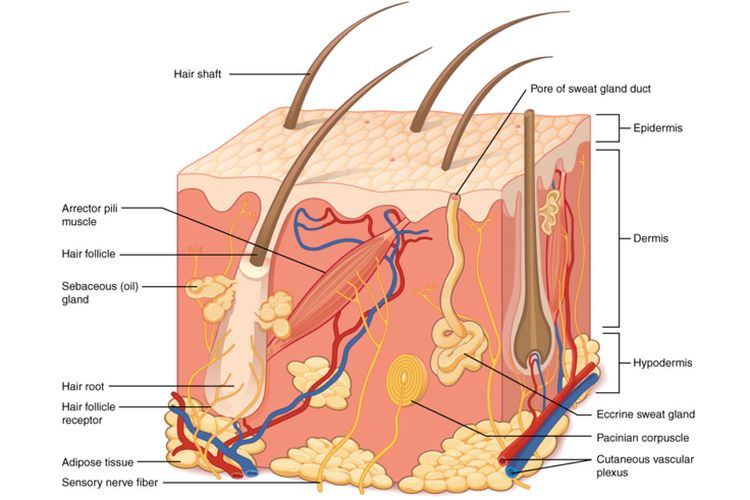 Hair shaft
Pore of sweat gland duct
Epidermis
Arrector pili
muscle
Dermis
Hair follicle
Sebaceous (oil)
gland
Hypodermis
Hair root
Hair follicle
receptor
Eccrine sweat gland
Pacinian corpuscle
Adipose tissue
Cutaneous vascular
plexus
Sensory nerve fiber